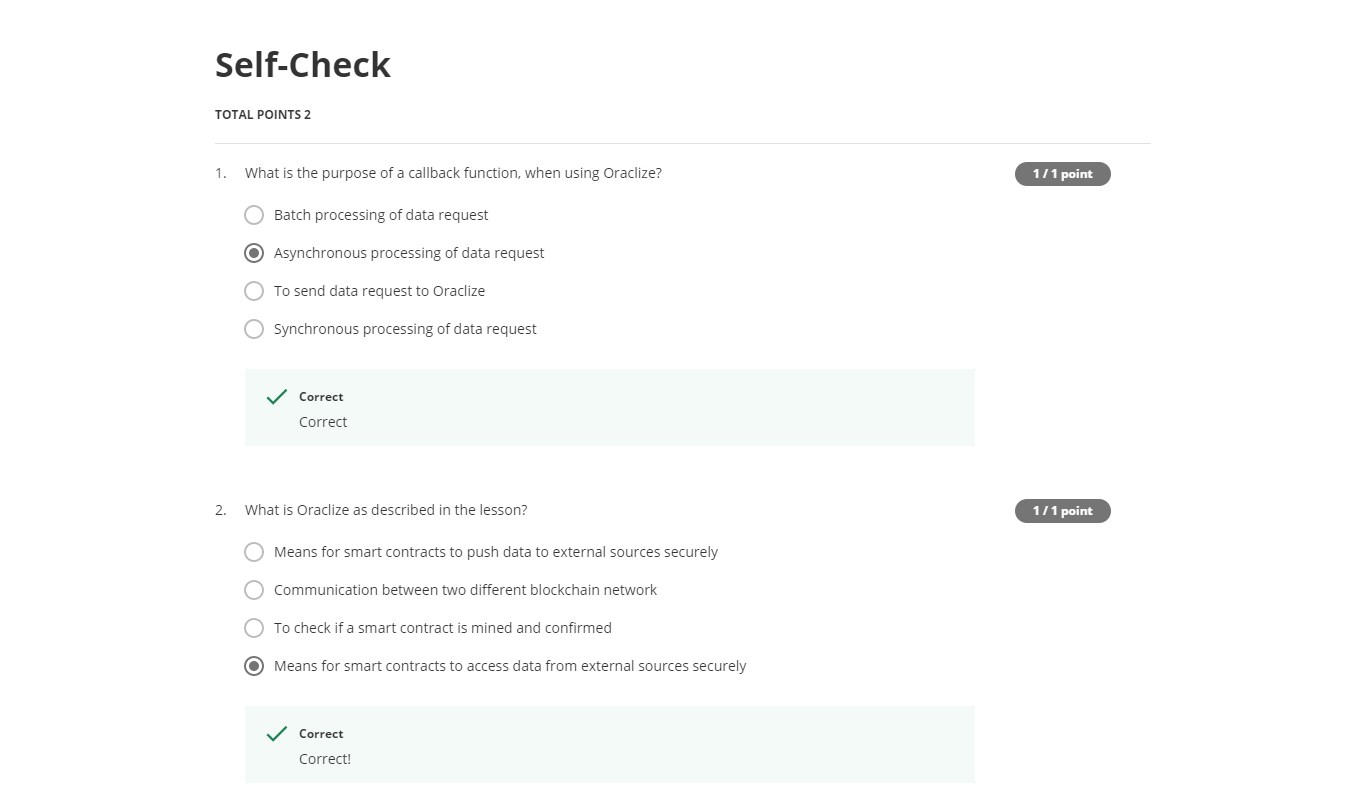 Self-Check
TOTAL POINTS 2
1. What is the purpose of a callback function, when using Oraclize?
1 / 1 point
Batch processing of data request
Asynchronous processing of data request
To send data request to Oraclize
Synchronous processing of data request
Correct
Correct
2. What is Oraclize as described in the lesson?
1 / 1 point
Means for smart contracts to push data to external sources securely
Communication between two different blockchain network
To check if a smart contract is mined and confirmed
Means for smart contracts to access data from external sources securely
Correct
Correct!